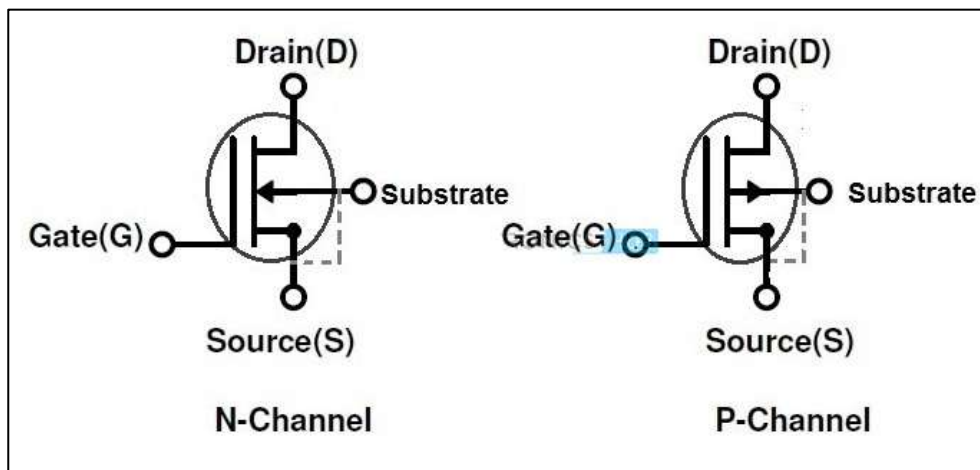 Drain(D)
Drain(D)
Substrate
Substrate
Gate(G)
Gate(G)
Source(S)
Source(S)
N-Channel
P-Channel